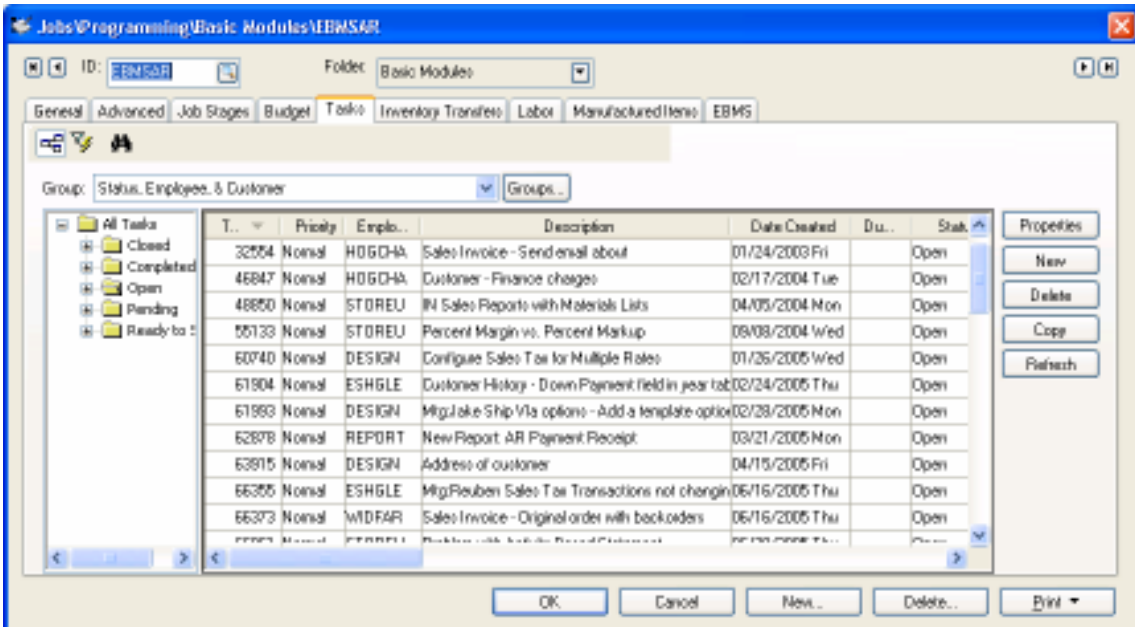 Jobs\Programming\Basic Modules\EBMSAR
ID: EBMSAR Folder: Basic Modules
General Advanced Job Stages Budget Tasks Inventory Transfers Labor Manufactured Items EBMS
Group: Status, Employee, & Customer Groups...
All Tasks
Closed
Completed
Open
Pending
Ready to S
T... Priority Emplo... Description Date Created Du... Stat
32554 Normal HOGCHA Sales Invoice - Send email about 01/24/2003 Fri Open
46847 Normal HOGCHA Customer - Finance charges 02/17/2004 Tue Open
48850 Normal STOREU IN Sales Reports with Materials Lists 04/05/2004 Mon Open
55133 Normal STOREU Percent Margin vs. Percent Markup 09/08/2004 Wed Open
60740 Normal DESIGN Configure Sales Tax for Multiple Rates 01/26/2005 Wed Open
61904 Normal ESHGLE Customer History - Down Payment field in year tab 02/24/2005 Thu Open
61993 Normal DESIGN Mtg:Jake Ship Via options - Add a template option 02/28/2005 Mon Open
62878 Normal REPORT New Report: AR Payment Receipt 03/21/2005 Mon Open
63915 Normal DESIGN Address of customer 04/15/2005 Fri Open
66355 Normal ESHGLE Mtg:Reuben Sales Tax Transactions not changin 06/16/2005 Thu Open
66373 Normal WIDFAR Sales Invoice - Original order with backorders 06/16/2005 Thu Open
Properties
New
Delete
Copy
Refresh
OK Cancel New... Delete... Print